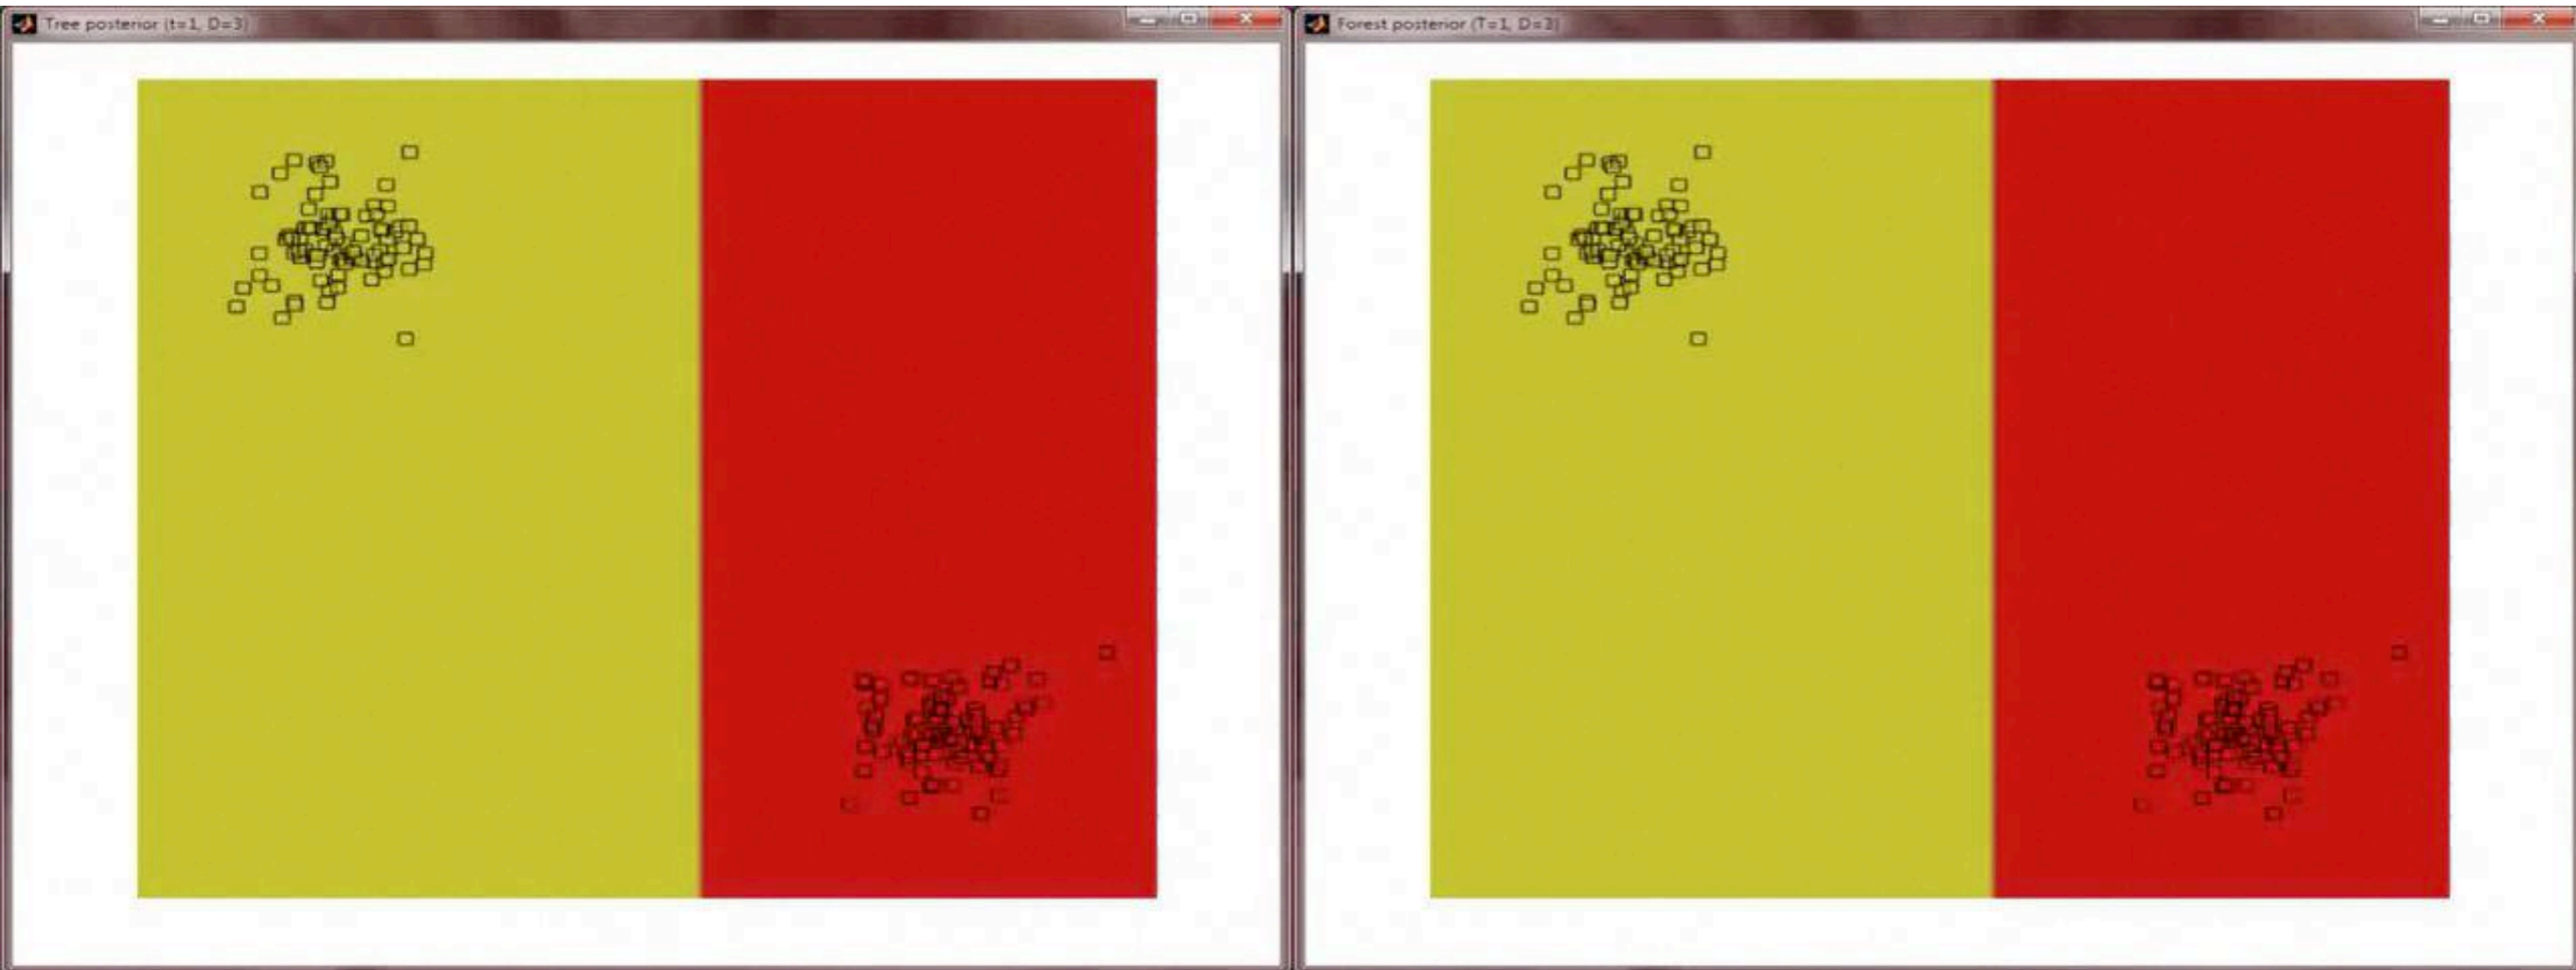 Tree posterior (t=1, D=3)
Forest posterior (T=1, D=3)